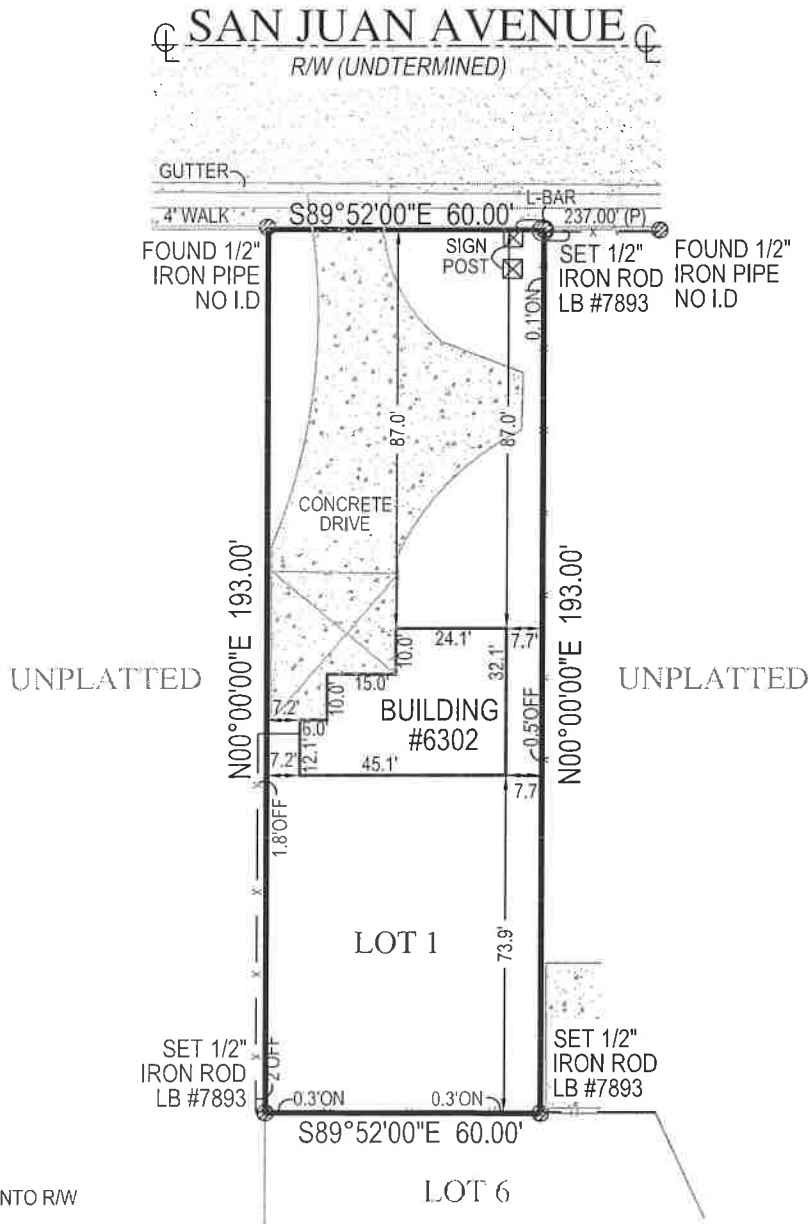 SAN JUAN AVENUE
R/W (UNDTERMINED)
GUTTER
4' WALK
S89°52'00"E 60.00'
L-BAR
237.00' (P)
FOUND 1/2"
IRON PIPE
NO I.D
SIGN
POST
SET 1/2"
IRON ROD
LB #7893
FOUND 1/2"
IRON PIPE
NO I.D
0.1'ON
87.0'
87.0'
CONCRETE
DRIVE
N00°00'00"E 193.00'
N00°00'00"E 193.00'
24.1'
7.7'
10.0'
32.1'
15.0'
UNPLATTED
UNPLATTED
7.2'
10.0'
BUILDING
#6302
0.5'OFF
6.0'
12.1'
7.2'
45.1'
7.7
1.8'OFF
LOT 1
73.9'
SET 1/2"
IRON ROD
LB #7893
2'OFF
SET 1/2"
IRON ROD
LB #7893
0.3'ON
0.3'ON
S89°52'00"E 60.00'
NTO R/W
LOT 6